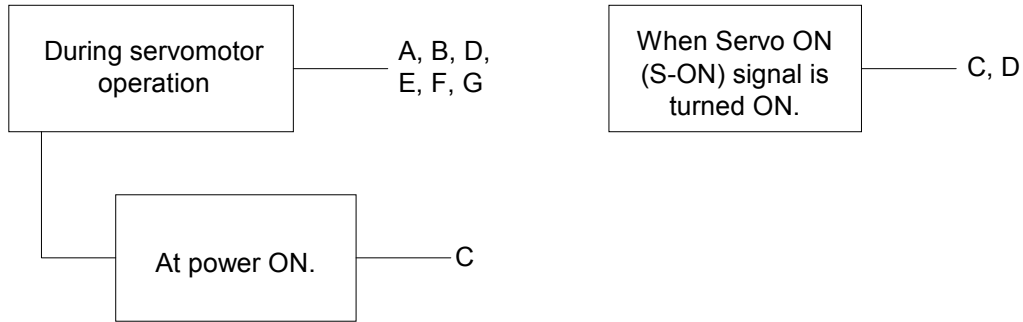 During servomotor
operation
A, B, D,
E, F, G
At power ON.
C
When Servo ON
(S-ON) signal is
turned ON.
C, D